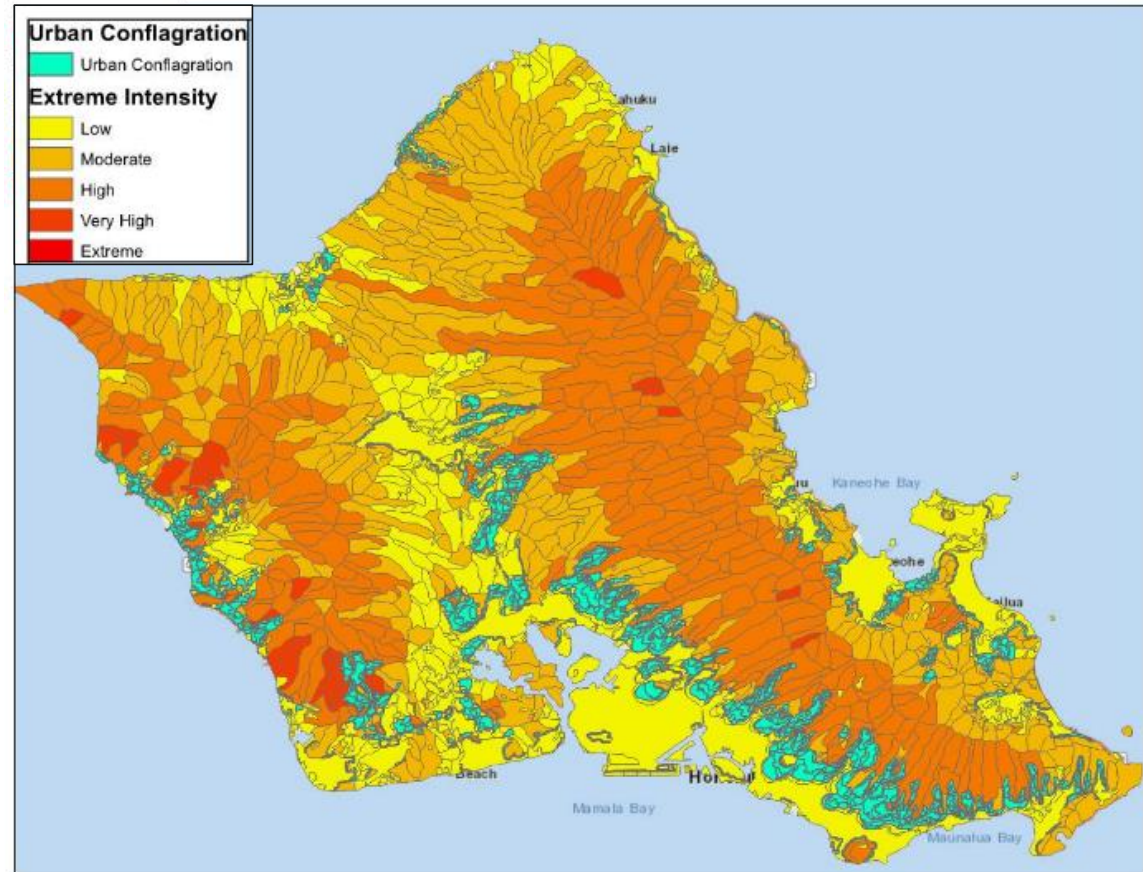 Urban Conflagration
Urban Conflagration
Extreme Intensity
Low
Moderate
High
Very High
Extreme
Laie
Kaneohe Bay
Beach
Mamala Bay
Maunalua Bay